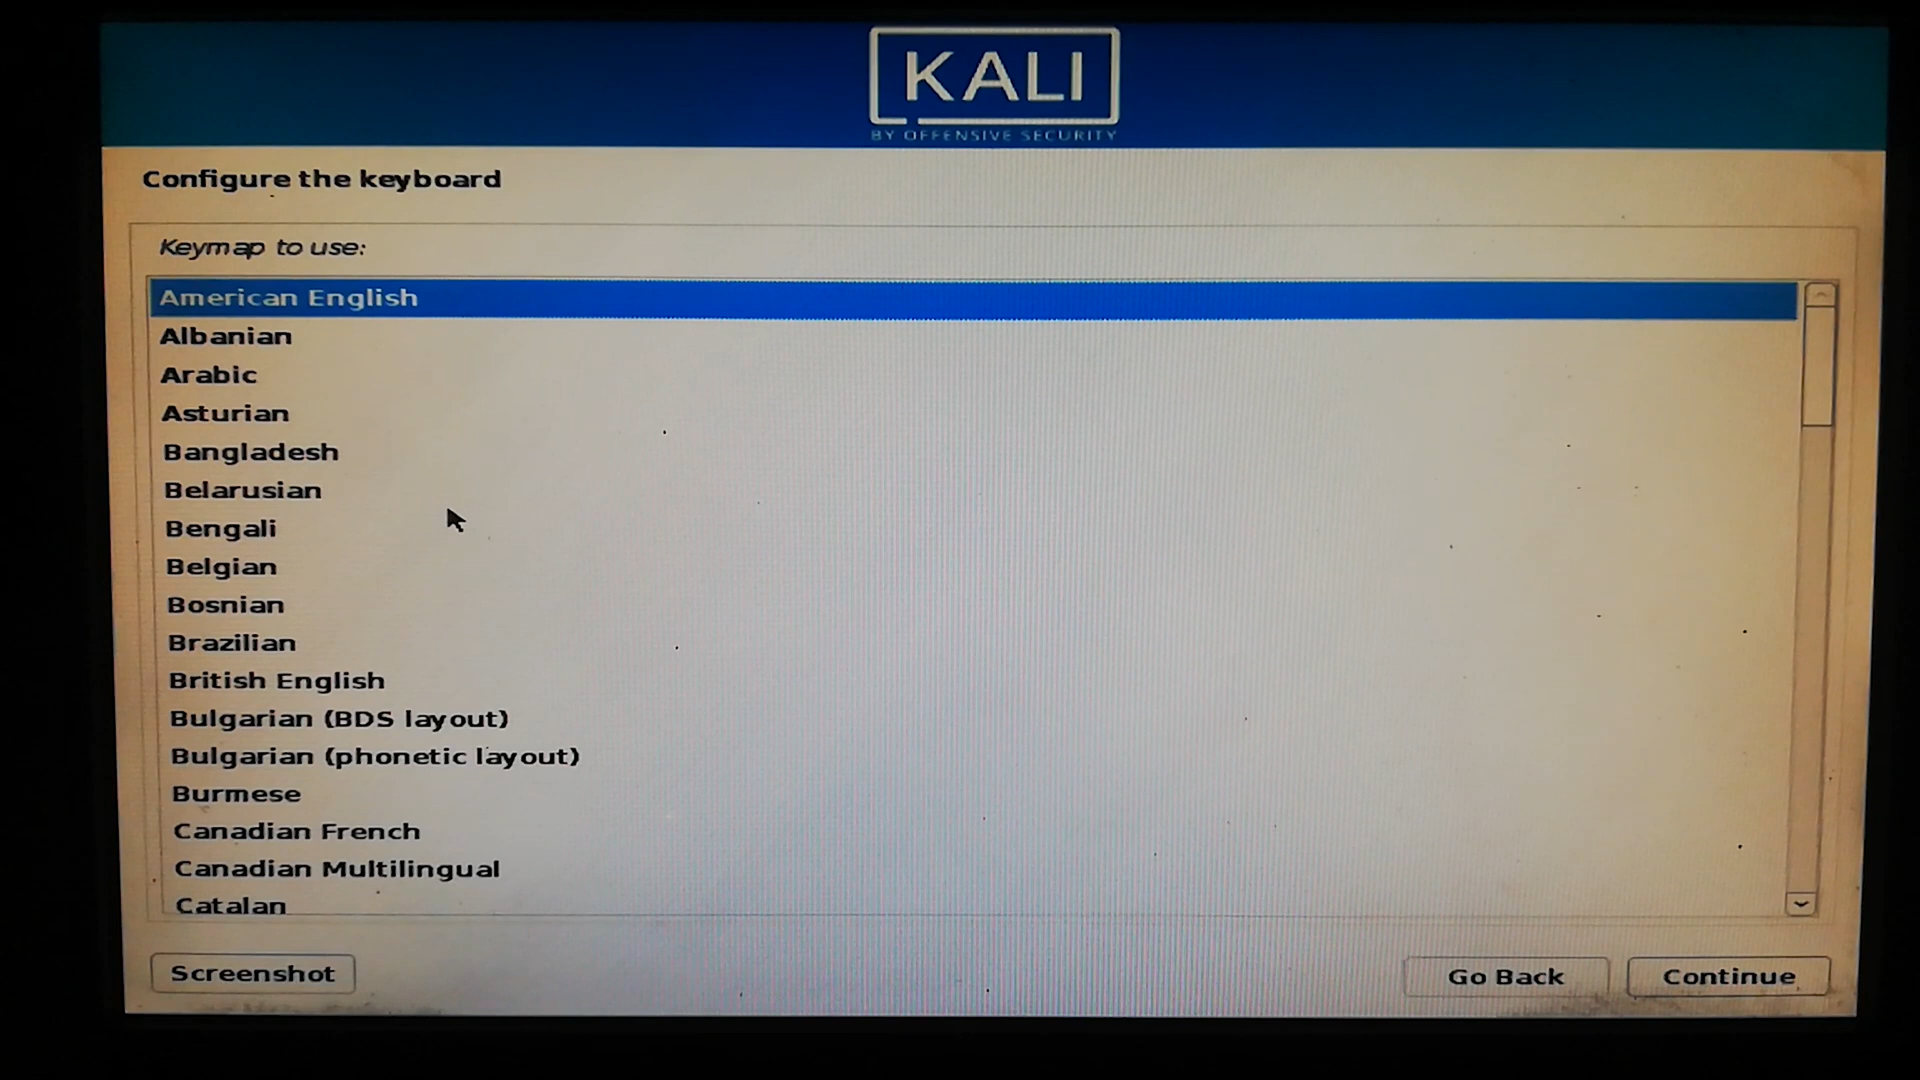 KALI
BY OFFENSIVE SECURITY
Configure the keyboard
Keymap to use:
American English
Albanian
Arabic
Asturian
Bangladesh
Belarusian
Bengali
Belgian
Bosnian
Brazilian
British English
Bulgarian (BDS layout)
Bulgarian (phonetic layout)
Burmese
Canadian French
Canadian Multilingual
Catalan
Screenshot
Go Back
Continue